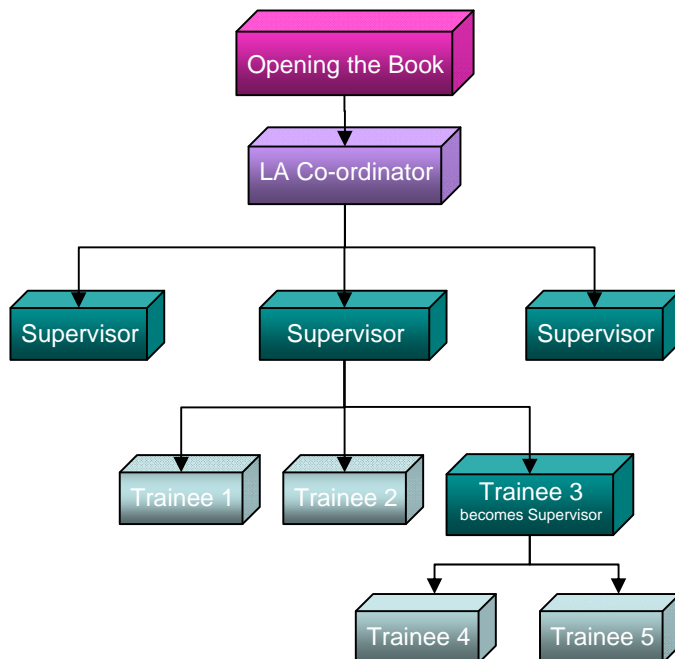 Opening the Book
LA Co-ordinator
Supervisor
Supervisor
Supervisor
Trainee 1
Trainee 2
Trainee 3
becomes Supervisor
Trainee 4
Trainee 5